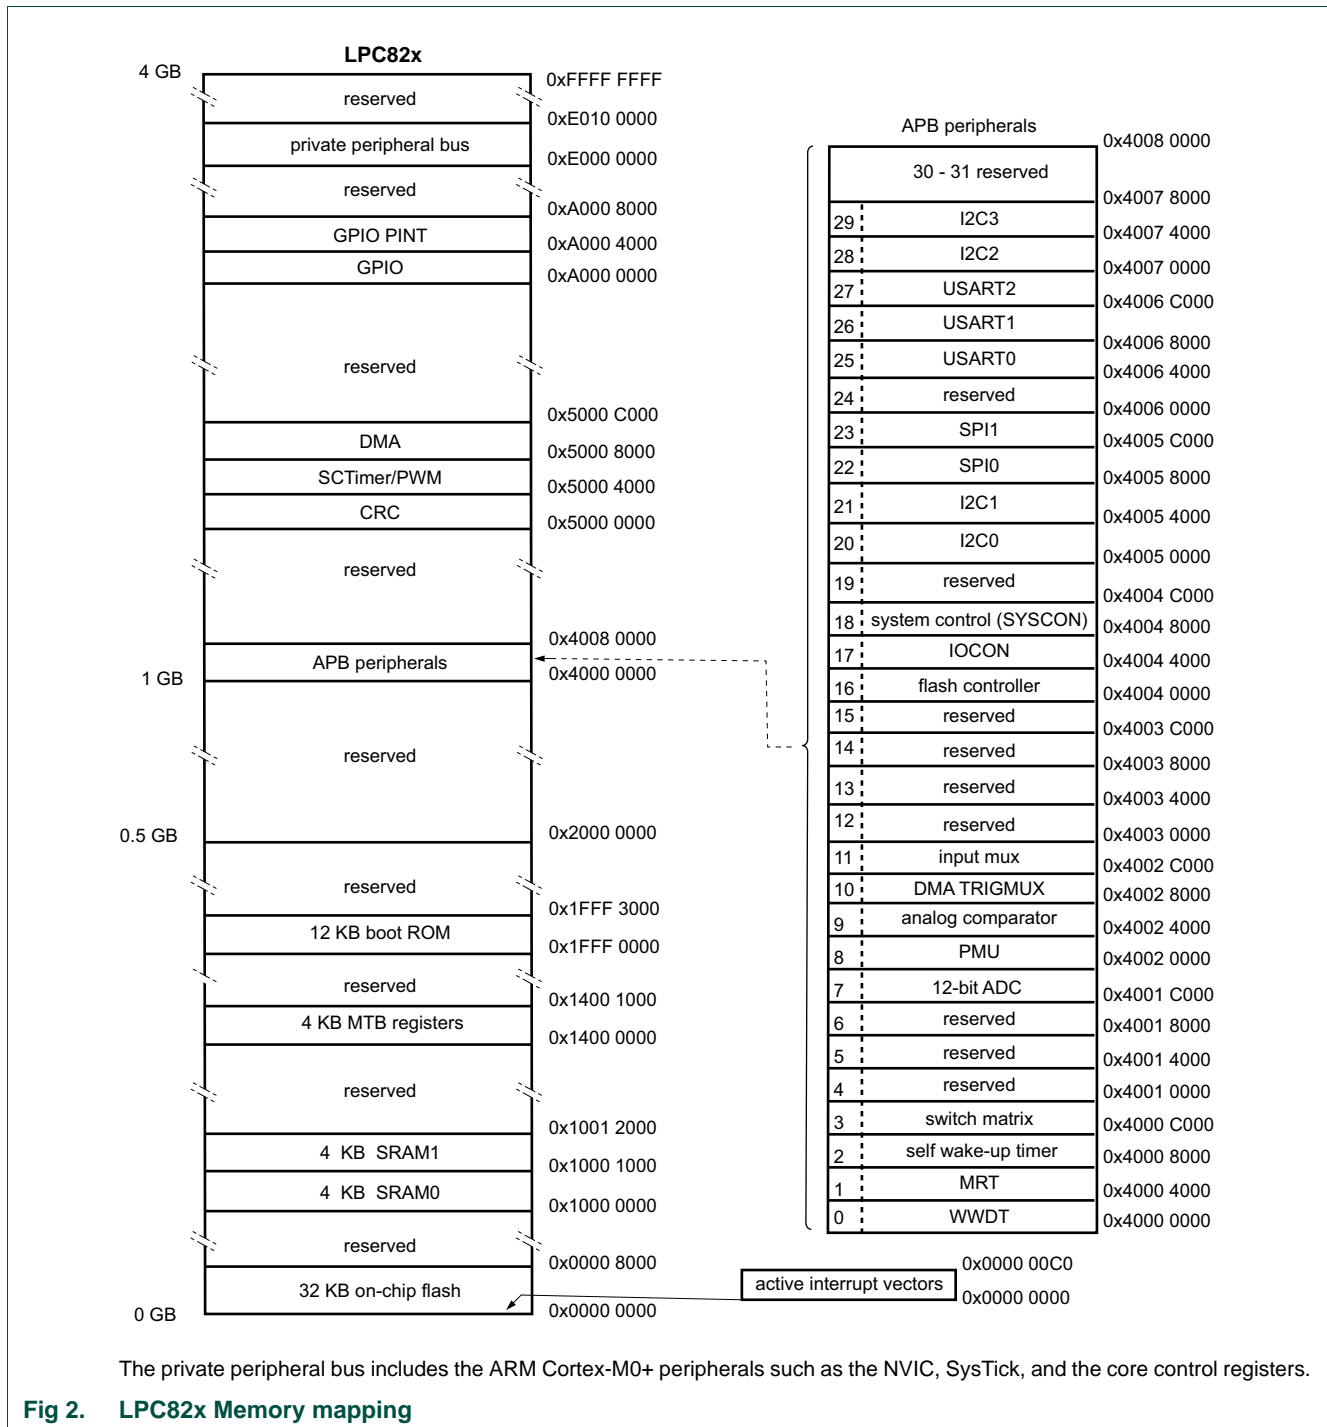 LPC82x
4 GB
0xFFFF FFFF
reserved
0xE010 0000
private peripheral bus
0xE000 0000
reserved
0xA000 8000
GPIO PINT
0xA000 4000
GPIO
0xA000 0000
reserved
0x5000 C000
DMA
0x5000 8000
SCTimer/PWM
0x5000 4000
CRC
0x5000 0000
reserved
0x4008 0000
APB peripherals
1 GB
0x4000 0000
reserved
0.5 GB
0x2000 0000
reserved
0x1FFF 3000
12 KB boot ROM
0x1FFF 0000
reserved
0x1400 1000
4 KB MTB registers
0x1400 0000
reserved
0x1001 2000
4 KB SRAM1
0x1000 1000
4 KB SRAM0
0x1000 0000
reserved
0x0000 8000
32 KB on-chip flash
0 GB
0x0000 0000
APB peripherals
0x4008 0000
30 - 31 reserved
0x4007 8000
29 I2C3
0x4007 4000
28 I2C2
0x4007 0000
27 USART2
0x4006 C000
26 USART1
0x4006 8000
25 USART0
0x4006 4000
24 reserved
0x4006 0000
23 SPI1
0x4005 C000
22 SPI0
0x4005 8000
21 I2C1
0x4005 4000
20 I2C0
0x4005 0000
19 reserved
0x4004 C000
18 system control (SYSCON)
0x4004 8000
17 IOCON
0x4004 4000
16 flash controller
0x4004 0000
15 reserved
0x4003 C000
14 reserved
0x4003 8000
13 reserved
0x4003 4000
12 reserved
0x4003 0000
11 input mux
0x4002 C000
10 DMA TRIGMUX
0x4002 8000
9 analog comparator
0x4002 4000
8 PMU
0x4002 0000
7 12-bit ADC
0x4001 C000
6 reserved
0x4001 8000
5 reserved
0x4001 4000
4 reserved
0x4001 0000
3 switch matrix
0x4000 C000
2 self wake-up timer
0x4000 8000
1 MRT
0x4000 4000
0 WWDT
0x4000 0000
0x0000 00C0
active interrupt vectors
0x0000 0000
The private peripheral bus includes the ARM Cortex-M0+ peripherals such as the NVIC, SysTick, and the core control registers.
Fig 2. LPC82x Memory mapping